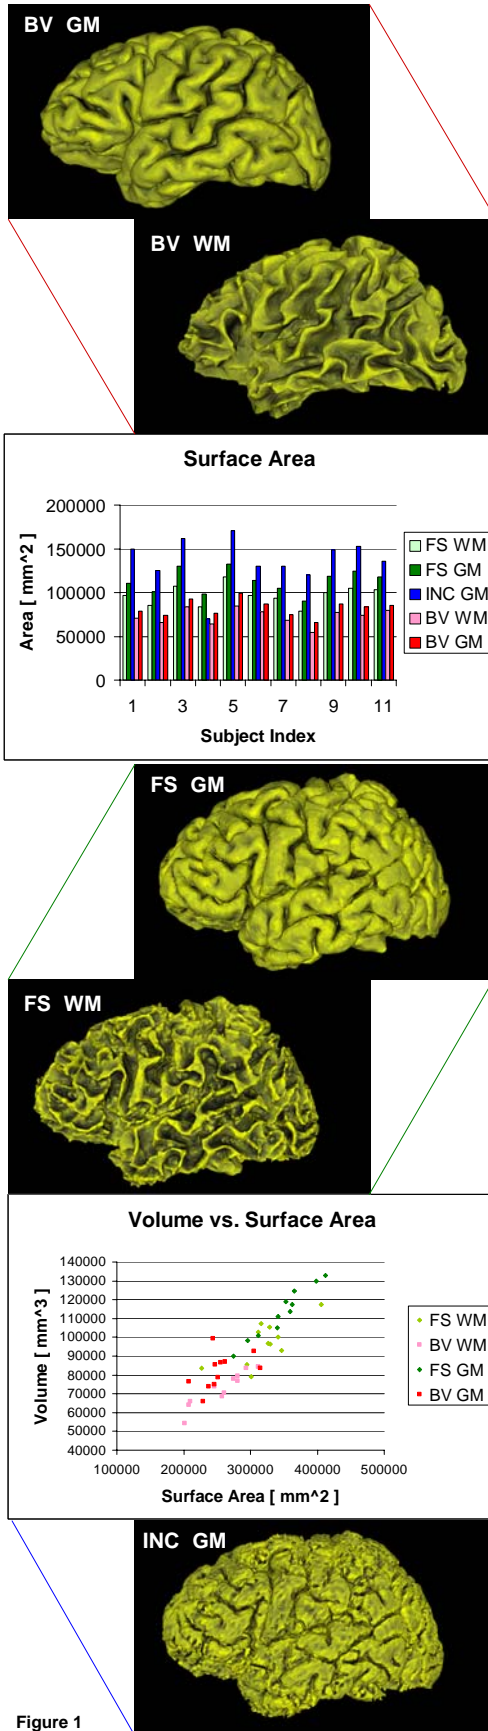 BV GM
BV WM
Surface Area
200000
150000
100000
50000
0
Area [ mm^2 ]
1 3 5 7 9 11
Subject Index
FS WM
FS GM
INC GM
BV WM
BV GM
FS GM
FS WM
Volume vs. Surface Area
140000
130000
120000
110000
100000
90000
80000
70000
60000
50000
40000
Volume [ mm^3 ]
100000 200000 300000 400000 500000
Surface Area [ mm^2 ]
FS WM
BV WM
FS GM
BV GM
INC GM
Figure 1